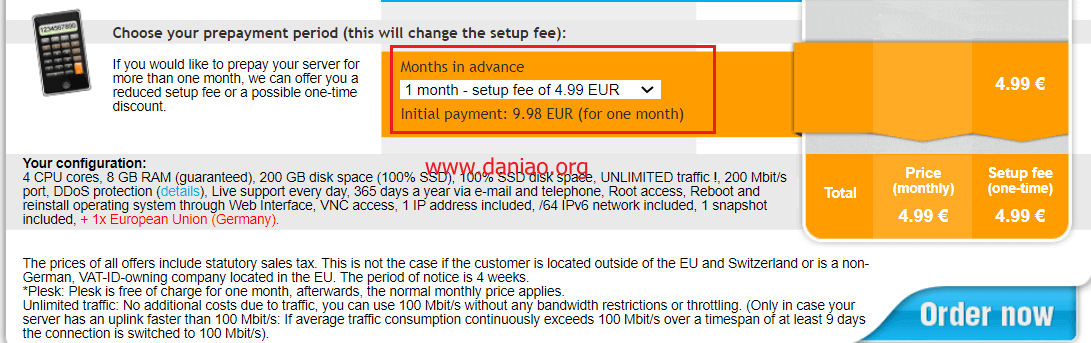 1234567890
Choose your prepayment period (this will change the setup fee):
If you would like to prepay your server for
more than one month, we can offer you a
reduced setup fee or a possible one-time
discount.
Months in advance
1 month - setup fee of 4.99 EUR
Initial payment: 9.98 EUR (for one month)
4.99 €
www.daniao.org
Your configuration:
4 CPU cores, 8 GB RAM (guaranteed), 200 GB disk space (100% SSD), 100% SSD disk space, UNLIMITED traffic !, 200 Mbit/s
port, DDoS protection (details), Live support every day, 365 days a year via e-mail and telephone, Root access, Reboot and
reinstall operating system through Web Interface, VNC access, 1 IP address included, /64 IPv6 network included, 1 snapshot
included, + 1x European Union (Germany).
Total
Price
(monthly)
4.99 €
Setup fee
(one-time)
4.99 €
The prices of all offers include statutory sales tax. This is not the case if the customer is located outside of the EU and Switzerland or is a non-
German, VAT-ID-owning company located in the EU. The period of notice is 4 weeks.
*Plesk: Plesk is free of charge for one month, afterwards, the normal monthly price applies.
Unlimited traffic: No additional costs due to traffic, you can use 100 Mbit/s without any bandwidth restrictions or throttling. (Only in case your
server has an uplink faster than 100 Mbit/s: If average traffic consumption continuously exceeds 100 Mbit/s over a timespan of at least 9 days
the connection is switched to 100 Mbit/s).
Order now